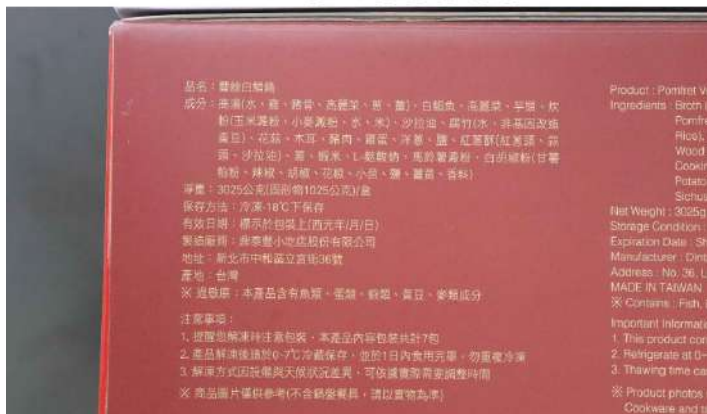 品名：豐馥白鯧鍋
成分：高湯(水、雞、豬骨、高麗菜、蔥、薑)、白鯧魚、高麗菜、芋頭、炊
粉(玉米澱粉、小麥澱粉、水、米)、沙拉油、腐竹(水、非基因改造
黃豆)、花菇、木耳、豬肉、雞蛋、洋蔥、鹽、紅蔥酥(紅蔥頭、蒜
頭、沙拉油)、蔥、蝦米、L-麩酸鈉、馬鈴薯澱粉、白胡椒粉(甘薯
粉、辣椒、胡椒、花椒、小茴、鹽、薑黃、香料)
淨重：3025公克(固形物1025公克)/盒
保存方法：冷凍-18℃下保存
有效日期：標示於包裝上(西元年/月/日)
製造廠商：鼎泰豐小吃店股份有限公司
地址：新北市中和區立言街36號
產地：台灣
※ 過敏原：本產品含有魚類、蛋類、蝦類、黃豆、麥類成分
注意事項：
1. 提醒您解凍時注意包裝，本產品內容包裝共計7包
2. 產品解凍後請於0-7℃冷藏保存，並於1日內食用完畢，勿重複冷凍
3. 解凍方式因設備與天候狀況差異，可依據實際需要調整時間
※ 商品圖片僅供參考(不含鍋盤餐具，請以實物為準)
Product : Pomfret V
Ingredients : Broth (
Pomfre
Rice),
Wood
Cookin
Potato
Sichua
Net Weight : 3025g
Storage Condition :
Expiration Date : Sh
Manufacturer : Dint
Address : No. 36, L
MADE IN TAIWAN
※ Contains : Fish,
Important Informati
1. This product con
2. Refrigerate at 0-
3. Thawing time ca
※ Product photos
Cookware and